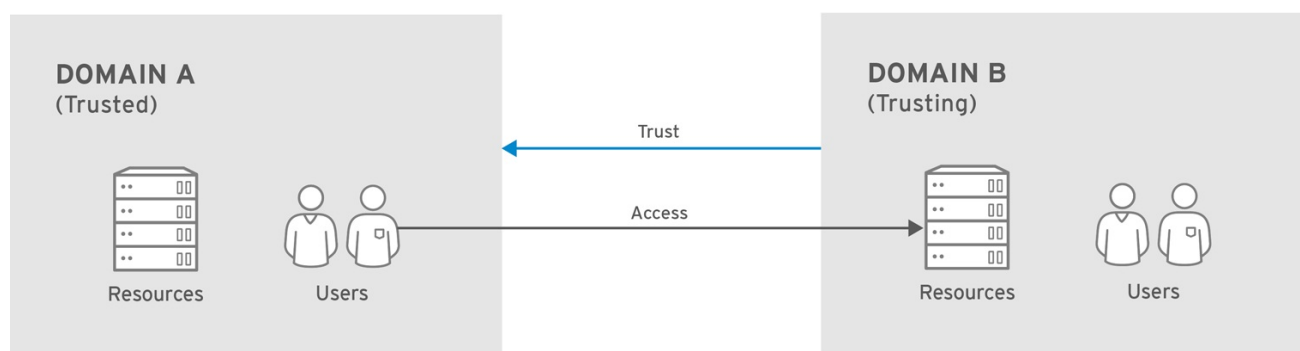 DOMAIN A
(Trusted)
Resources
Users
Trust
Access
DOMAIN B
(Trusting)
Resources
Users